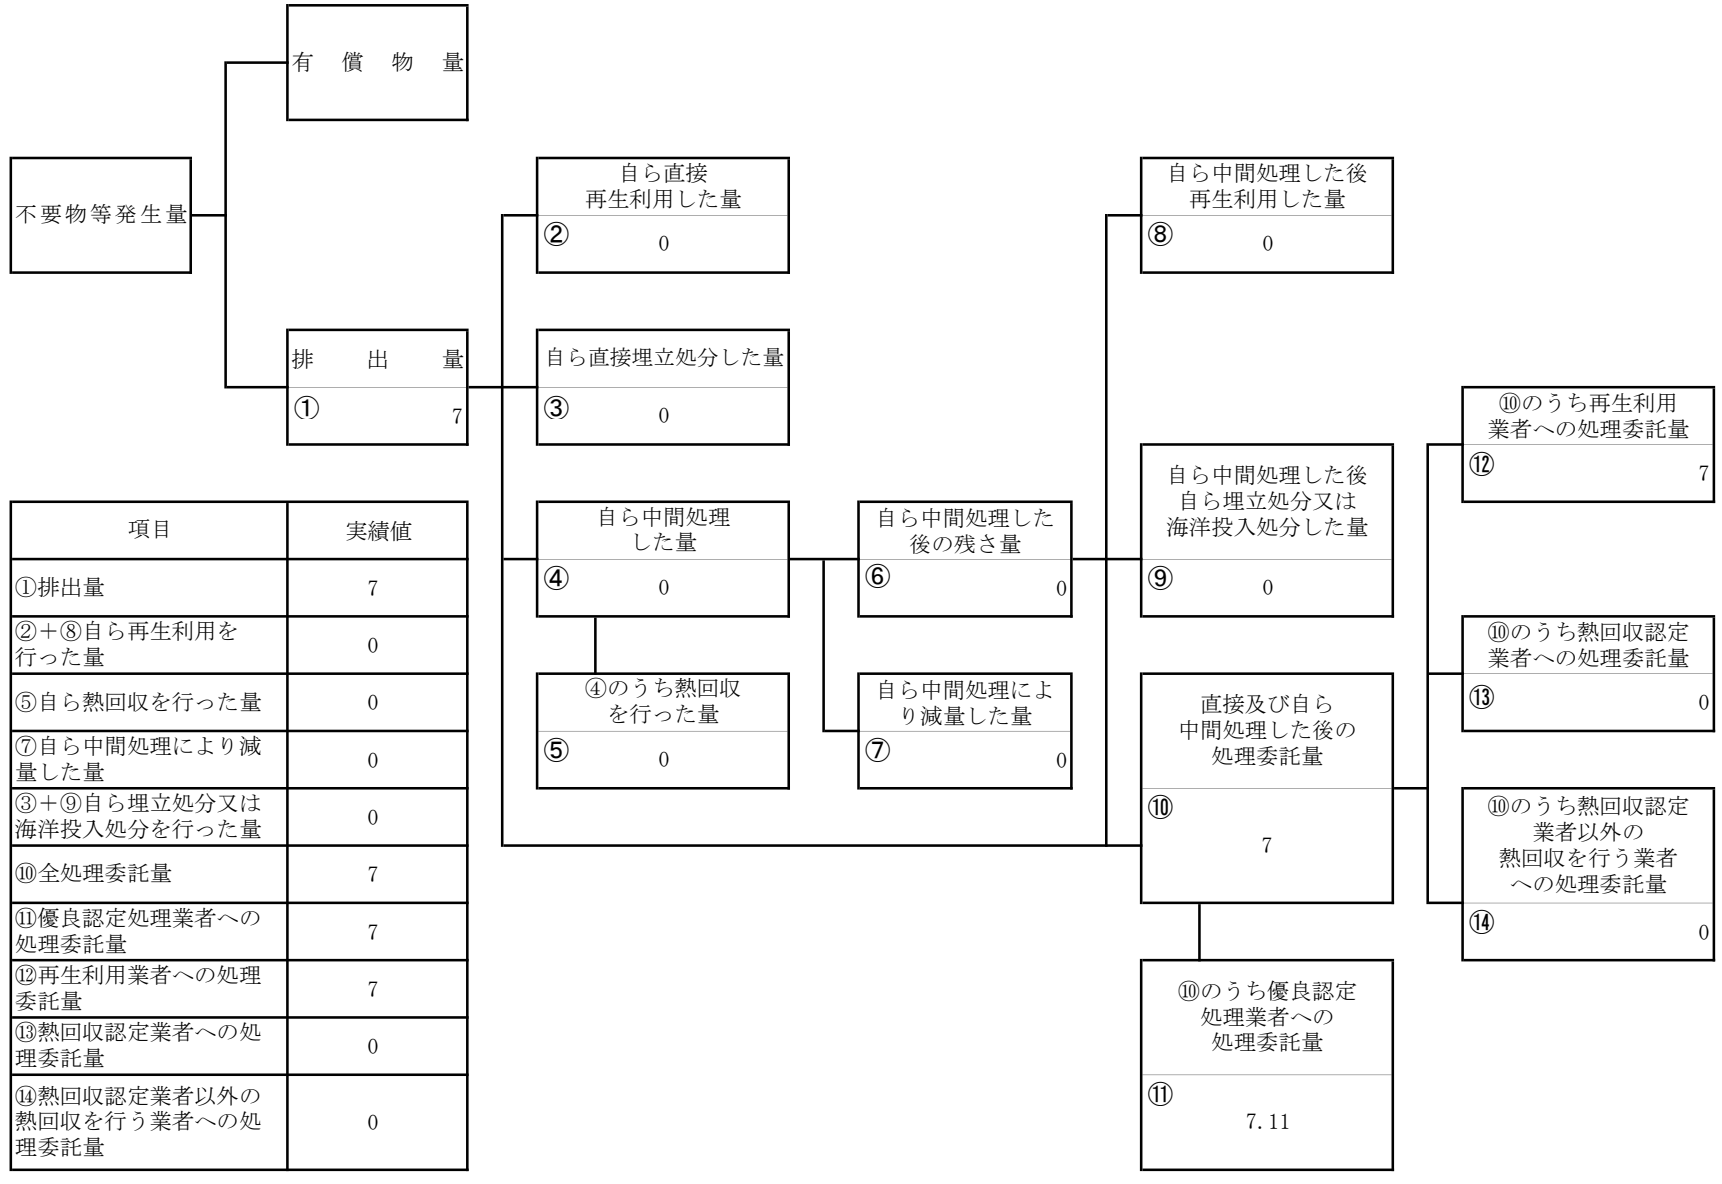 有償物量
不要物等発生量
自ら直接
再生利用した量
② 0
自ら中間処理した後
再生利用した量
⑧ 0
排出量
① 7
自ら直接埋立処分した量
③ 0
⑩のうち再生利用
業者への処理委託量
⑫ 7
自ら中間処理
した量
④ 0
自ら中間処理した
後の残さ量
⑥ 0
自ら中間処理した後
自ら埋立処分又は
海洋投入処分した量
⑨ 0
⑩のうち熱回収認定
業者への処理委託量
⑬ 0
④のうち熱回収
を行った量
⑤ 0
自ら中間処理によ
り減量した量
⑦ 0
直接及び自ら
中間処理した後の
処理委託量
⑩ 7
⑩のうち熱回収認定
業者以外の
熱回収を行う業者
への処理委託量
⑭ 0
⑩のうち優良認定
処理業者への
処理委託量
⑪ 7.11
項目 実績値
①排出量 7
②＋⑧自ら再生利用を
行った量 0
⑤自ら熱回収を行った量 0
⑦自ら中間処理により減
量した量 0
③＋⑨自ら埋立処分又は
海洋投入処分を行った量 0
⑩全処理委託量 7
⑪優良認定処理業者への
処理委託量 7
⑫再生利用業者への処理
委託量 7
⑬熱回収認定業者への処
理委託量 0
⑭熱回収認定業者以外の
熱回収を行う業者への処
理委託量 0